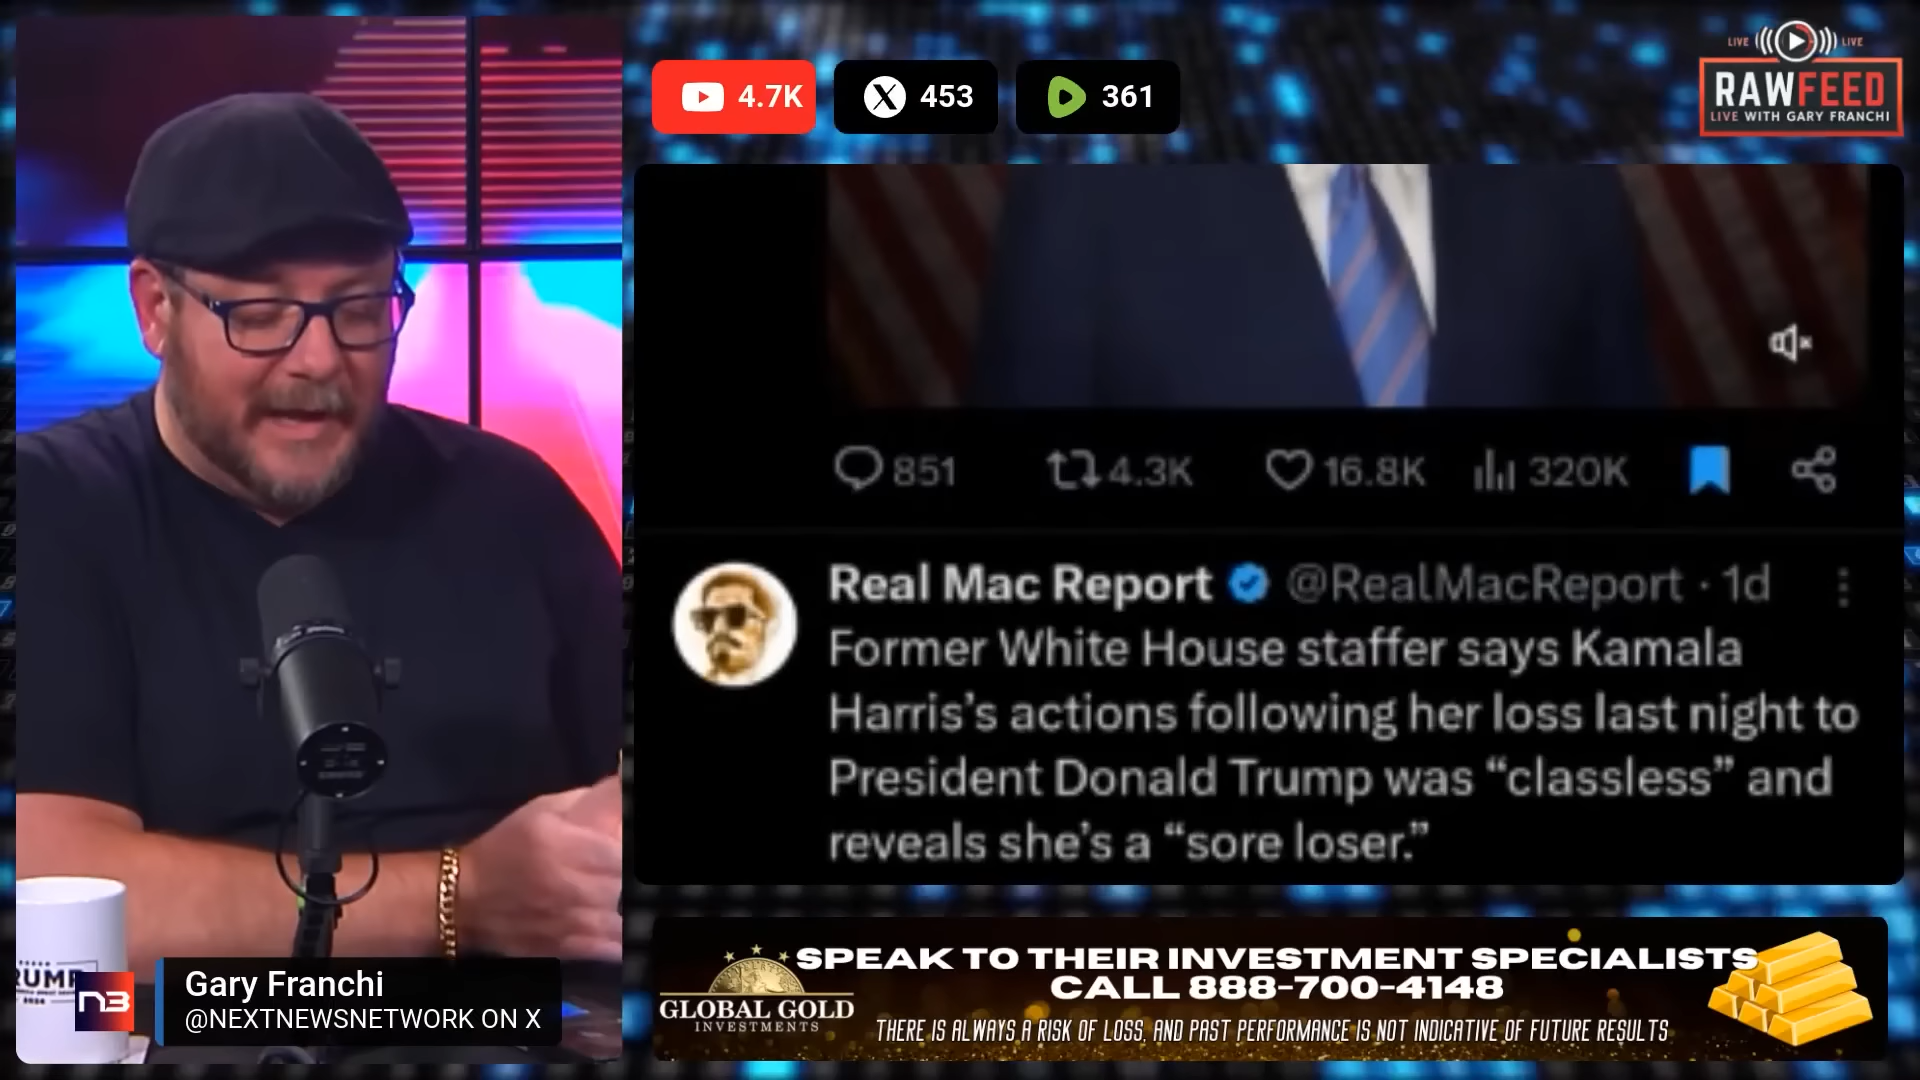 4.7K
453
361
LIVE
LIVE
RAWFEED
LIVE WITH GARY FRANCHI
851
4.3K
16.8K
320K
Real Mac Report @RealMacReport · 1d
Former White House staffer says Kamala
Harris’s actions following her loss last night to
President Donald Trump was “classless” and
reveals she’s a “sore loser.”
RUMP
2024
n3
Gary Franchi
@NEXTNEWSNETWORK ON X
GLOBAL GOLD
INVESTMENTS
SPEAK TO THEIR INVESTMENT SPECIALISTS
CALL 888-700-4148
THERE IS ALWAYS A RISK OF LOSS, AND PAST PERFORMANCE IS NOT INDICATIVE OF FUTURE RESULTS